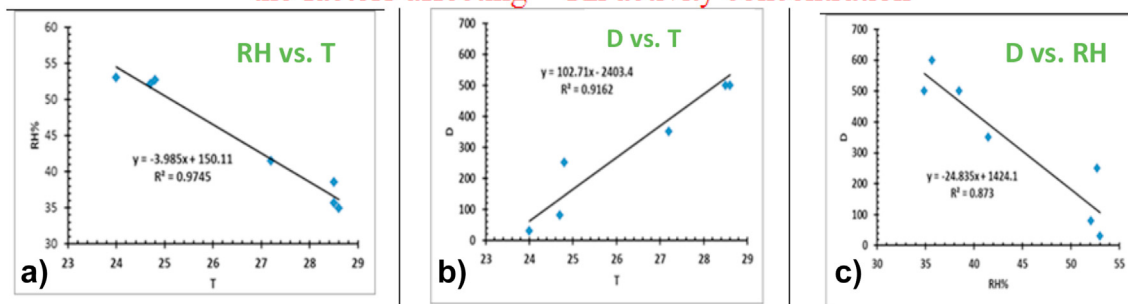 RH vs. T
60
55
50
45
40
35
30
RH%
y = -3.985x + 150.11
R² = 0.9745
23 24 25 26 27 28 29
T
a)
D vs. T
700
600
500
400
300
200
100
0
D
y = 102.71x - 2403.4
R² = 0.9162
23 24 25 26 27 28 29
T
b)
D vs. RH
700
600
500
400
300
200
100
0
D
y = -24.835x + 1424.1
R² = 0.873
30 35 40 45 50 55
RH%
c)